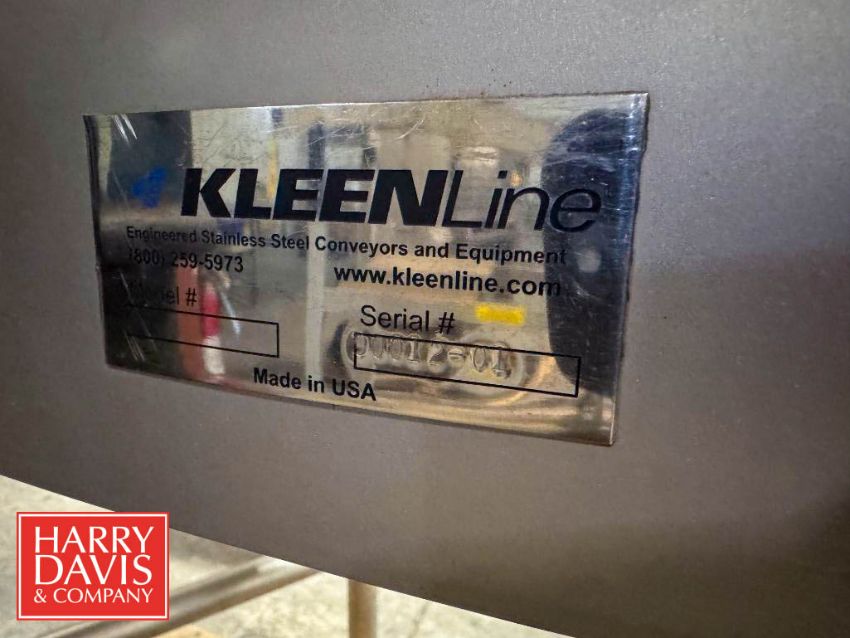 KLEENLine
Engineered Stainless Steel Conveyors and Equipment
(800) 259-5973
www.kleenline.com
Model #
Serial #
Made in USA
HARRY
DAVIS
& COMPANY